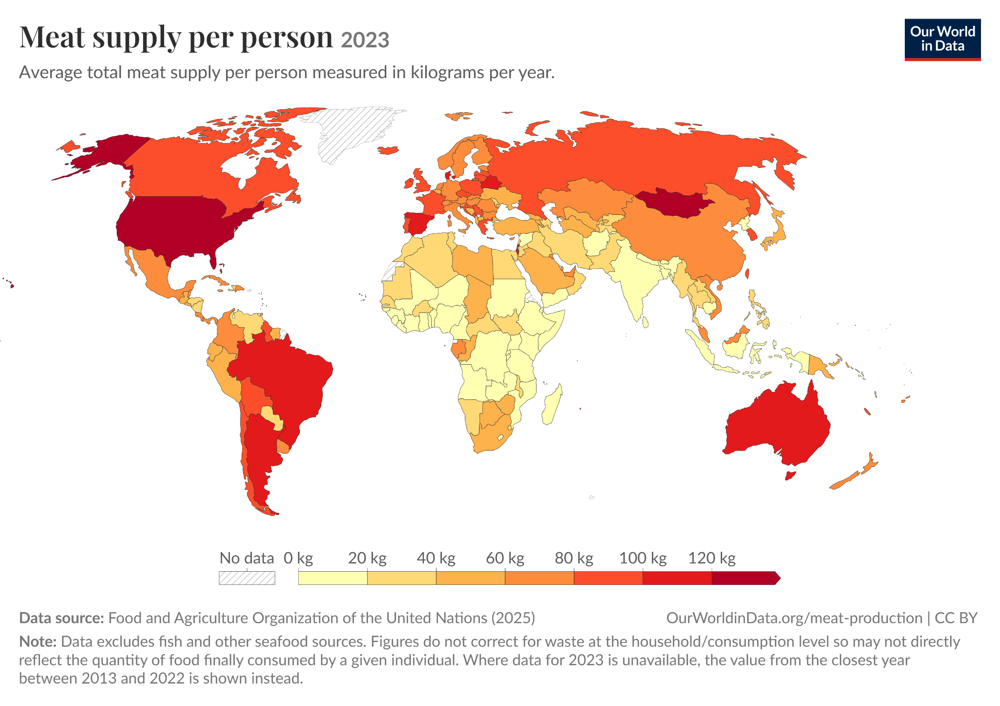 Meat supply per person 2023
Our World
in Data
Average total meat supply per person measured in kilograms per year.
No data 0 kg 20 kg 40 kg 60 kg 80 kg 100 kg 120 kg
Data source: Food and Agriculture Organization of the United Nations (2025)
OurWorldinData.org/meat-production | CC BY
Note: Data excludes fish and other seafood sources. Figures do not correct for waste at the household/consumption level so may not directly
reflect the quantity of food finally consumed by a given individual. Where data for 2023 is unavailable, the value from the closest year
between 2013 and 2022 is shown instead.